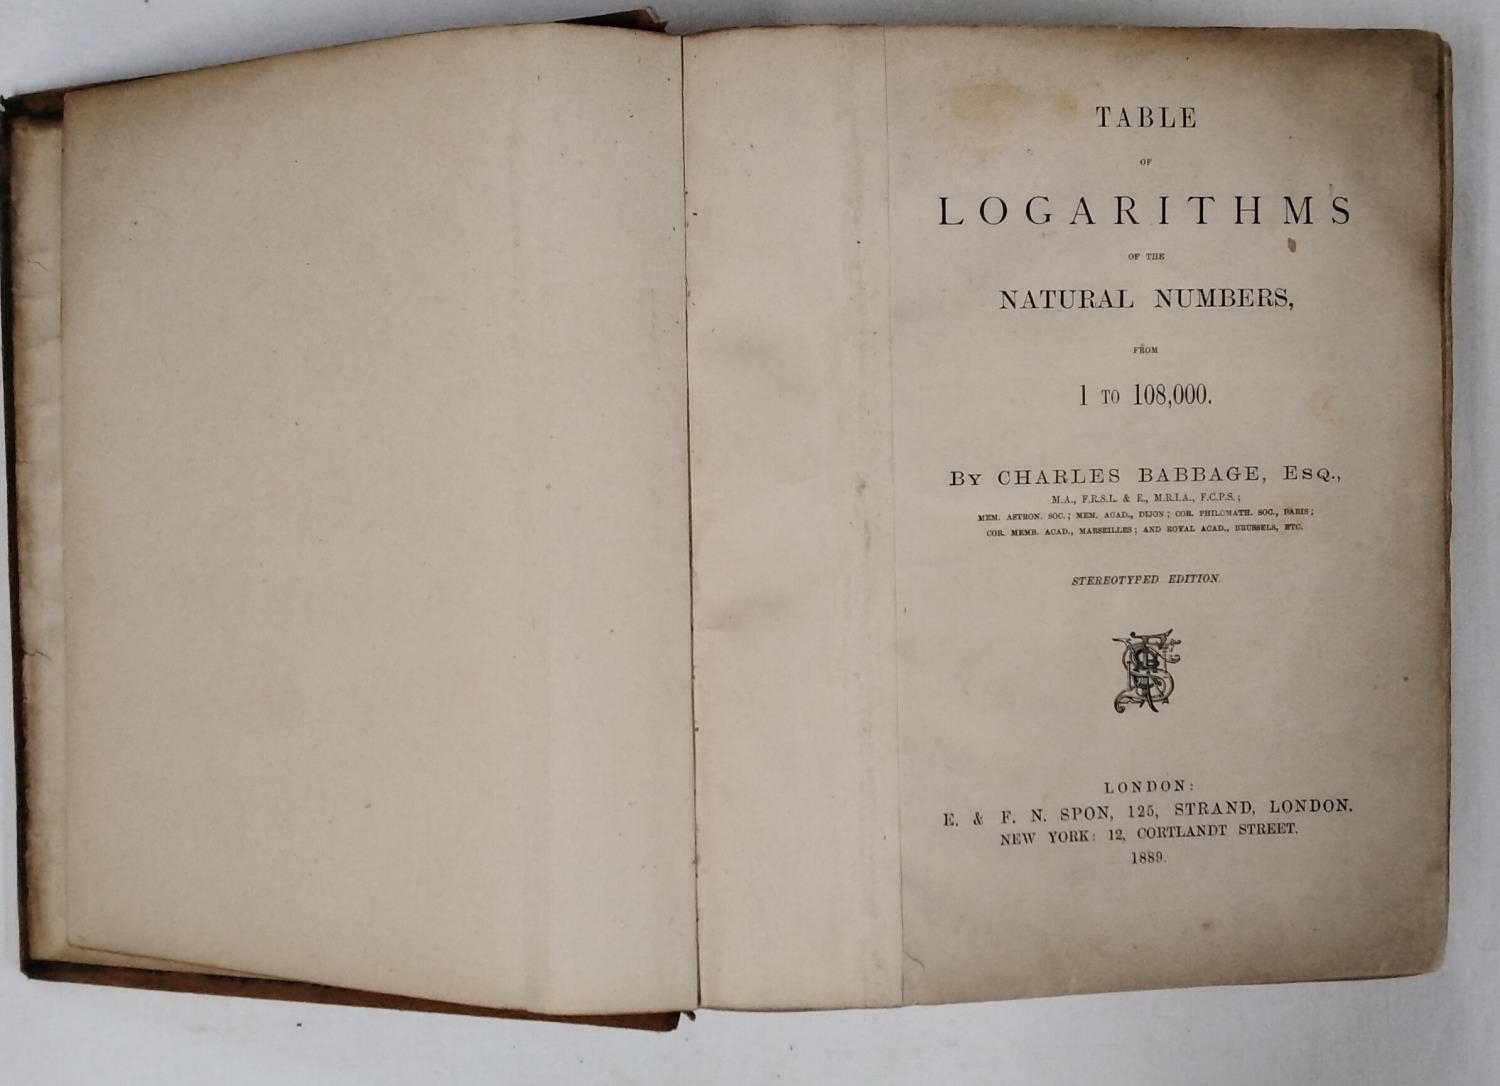 TABLE
OF
LOGARITHMS
OF THE
NATURAL NUMBERS,
FROM
1 TO 108,000.
BY CHARLES BABBAGE, ESQ.,
M.A., F.R.S.L. & E., M.R.I.A., F.C.P.S.;
MEM. ASTRON. SOC.; MEM. ACAD., DIJON; COR. PHILOMATH. SOC., PARIS;
COR. MEMB. ACAD., MARSEILLES; AND ROYAL ACAD., BRUSSELS, ETC.
STEREOTYPED EDITION.
LONDON:
E. & F. N. SPON, 125, STRAND, LONDON.
NEW YORK: 12, CORTLANDT STREET.
1889.